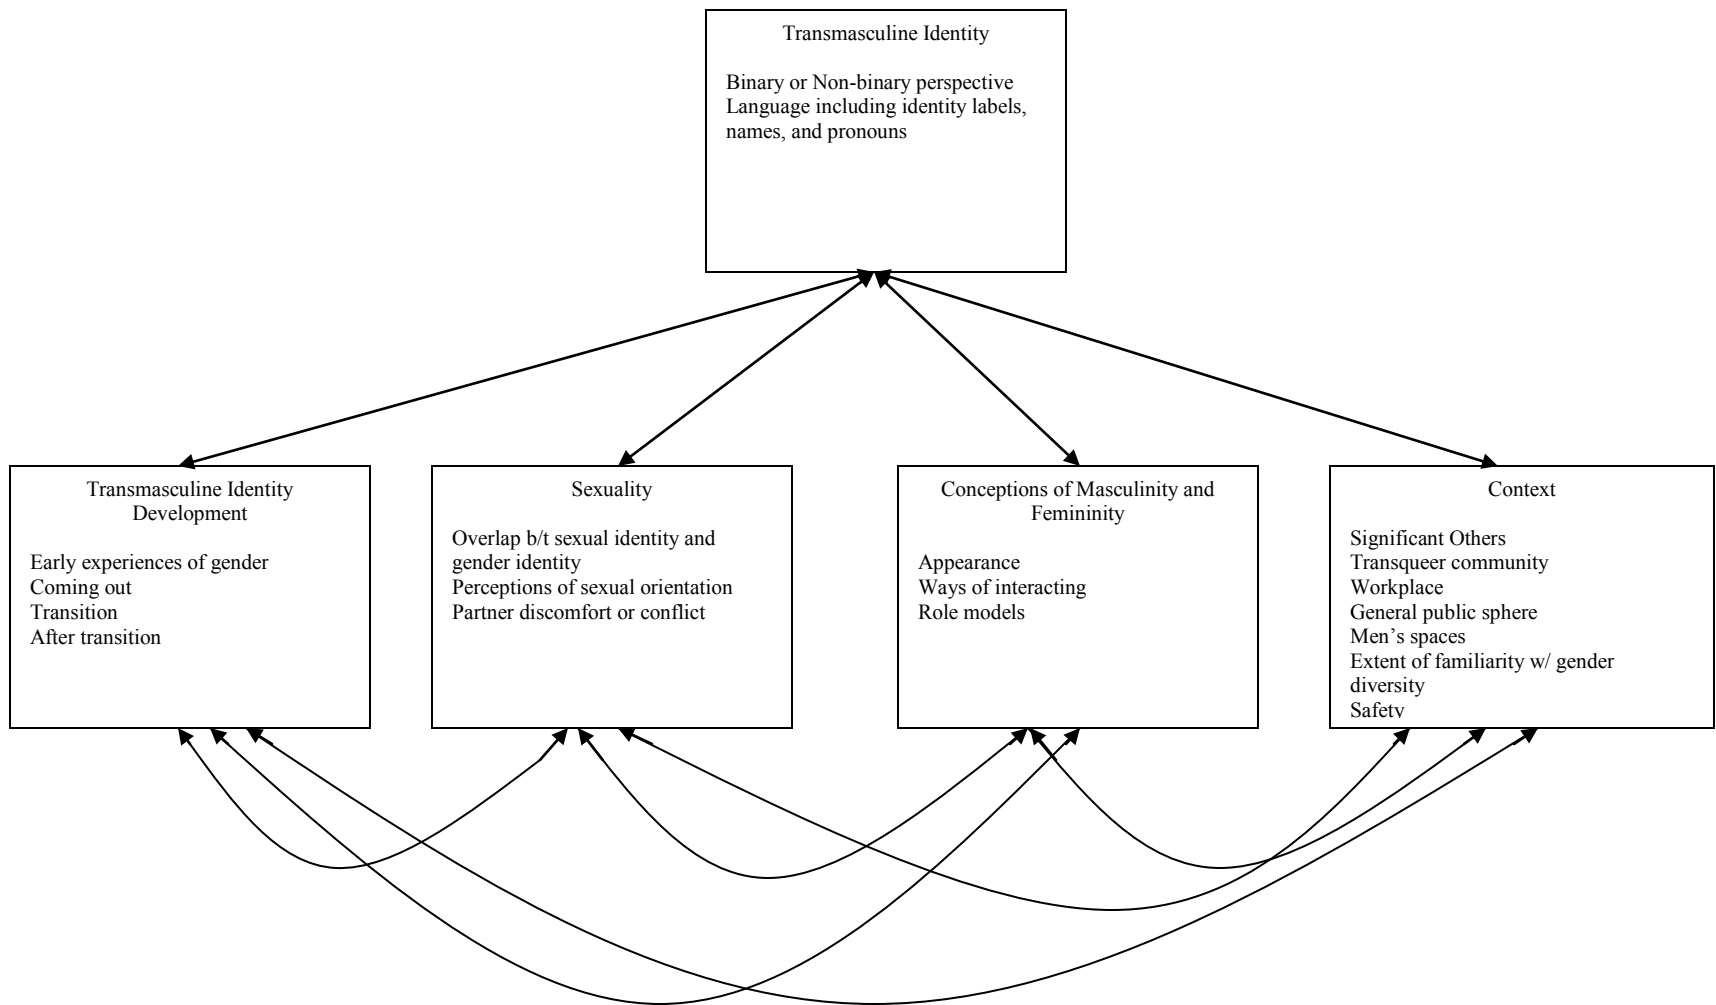 Transmasculine Identity
Binary or Non-binary perspective
Language including identity labels,
names, and pronouns
Transmasculine Identity
Development
Early experiences of gender
Coming out
Transition
After transition
Sexuality
Overlap b/t sexual identity and
gender identity
Perceptions of sexual orientation
Partner discomfort or conflict
Conceptions of Masculinity and
Femininity
Appearance
Ways of interacting
Role models
Context
Significant Others
Transqueer community
Workplace
General public sphere
Men’s spaces
Extent of familiarity w/ gender
diversity
Safety